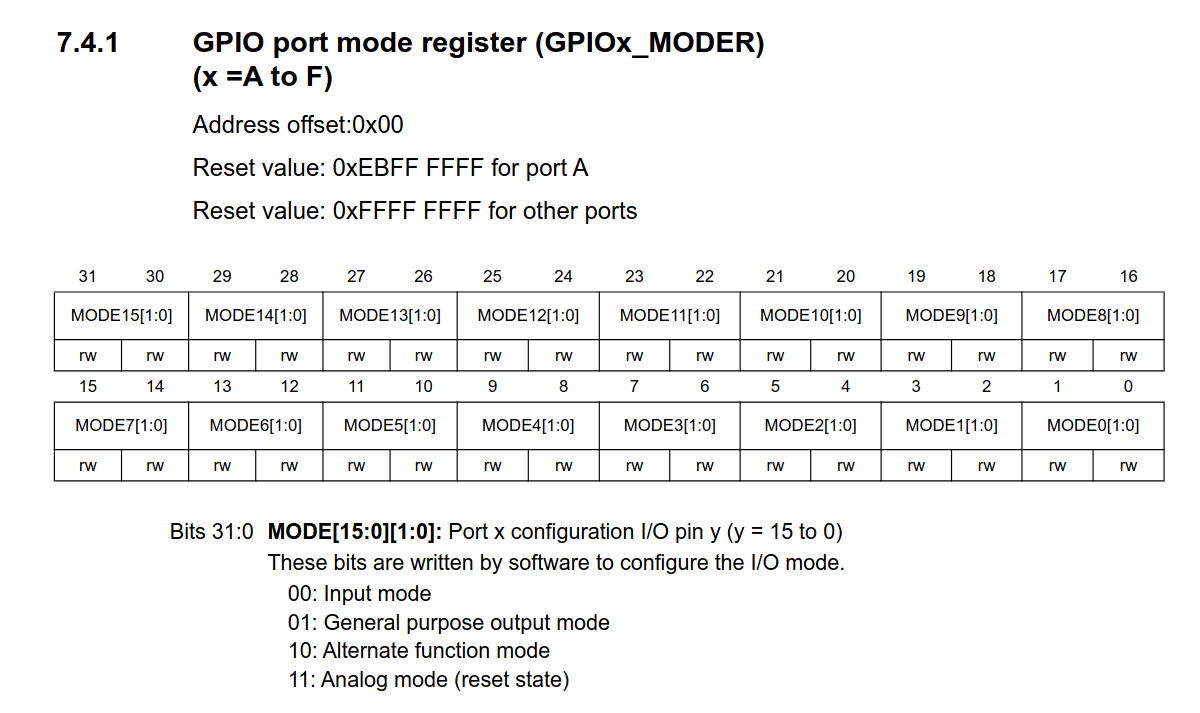 7.4.1 GPIO port mode register (GPIOx_MODER)
(x =A to F)
Address offset:0x00
Reset value: 0xEBFF FFFF for port A
Reset value: 0xFFFF FFFF for other ports
31 30 29 28 27 26 25 24 23 22 21 20 19 18 17 16
MODE15[1:0] MODE14[1:0] MODE13[1:0] MODE12[1:0] MODE11[1:0] MODE10[1:0] MODE9[1:0] MODE8[1:0]
rw rw rw rw rw rw rw rw rw rw rw rw rw rw rw rw
15 14 13 12 11 10 9 8 7 6 5 4 3 2 1 0
MODE7[1:0] MODE6[1:0] MODE5[1:0] MODE4[1:0] MODE3[1:0] MODE2[1:0] MODE1[1:0] MODE0[1:0]
rw rw rw rw rw rw rw rw rw rw rw rw rw rw rw rw
Bits 31:0 MODE[15:0][1:0]: Port x configuration I/O pin y (y = 15 to 0)
These bits are written by software to configure the I/O mode.
00: Input mode
01: General purpose output mode
10: Alternate function mode
11: Analog mode (reset state)